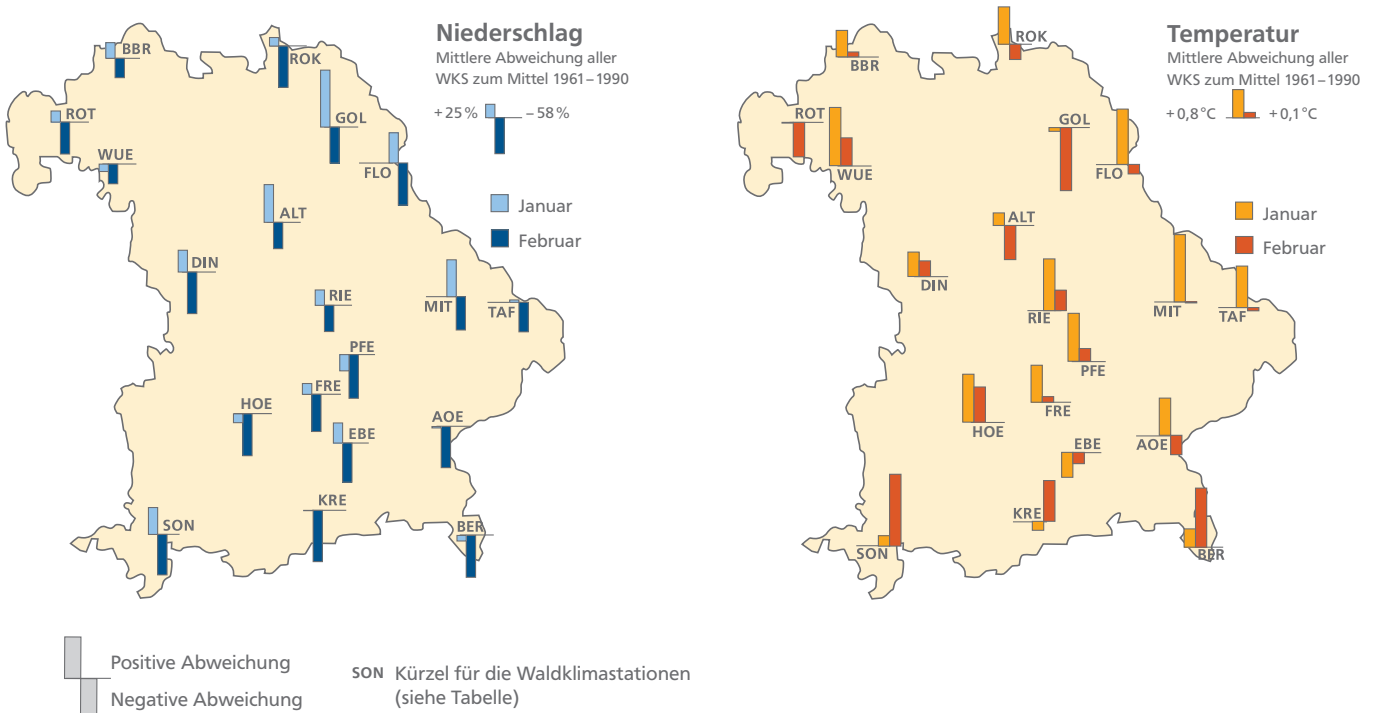 Niederschlag
Mittlere Abweichung aller
WKS zum Mittel 1961–1990
+25% –58%
Januar
Februar
BBR
ROK
ROT
GOL
WUE
FLO
ALT
DIN
RIE
MIT
TAF
PFE
FRE
HOE
AOE
EBE
KRE
SON
BER
Temperatur
Mittlere Abweichung aller
WKS zum Mittel 1961–1990
+0,8°C +0,1°C
Januar
Februar
ROK
BBR
ROT
GOL
WUE
FLO
ALT
DIN
RIE
MIT
TAF
PFE
FRE
HOE
EBE
AOE
KRE
SON
BER
Positive Abweichung
Negative Abweichung
SON Kürzel für die Waldklimastationen
(siehe Tabelle)